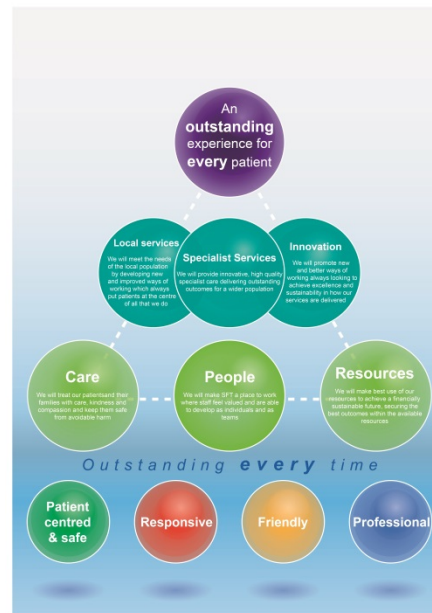 An
outstanding
experience for
every patient
Local services
We will meet the needs
of the local population
by developing new
and improved ways of
working which always
put patients at the centre
of all that we do
Specialist Services
We will provide innovative, high quality
specialist care delivering outstanding
outcomes for a wider population
Innovation
We will promote new
and better ways of
working always looking to
achieve excellence and
sustainability in how our
services are delivered
Care
We will treat our patientsand their
families with care, kindness and
compassion and keep them safe
from avoidable harm
People
We will make SFT a place to work
where staff feel valued and are able
to develop as individuals and as
teams
Resources
We will make best use of our
resources to achieve a financially
sustainable future, securing the
best outcomes within the available
resources
Outstanding every time
Patient
centred
& safe
Responsive
Friendly
Professional